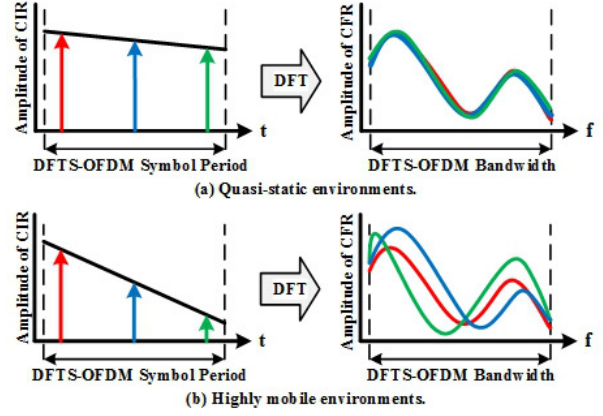 Amplitude of CIR
t
DFTS-OFDM Symbol Period
DFT
Amplitude of CFR
f
DFTS-OFDM Bandwidth
(a) Quasi-static environments.
Amplitude of CIR
t
DFTS-OFDM Symbol Period
DFT
Amplitude of CFR
f
DFTS-OFDM Bandwidth
(b) Highly mobile environments.